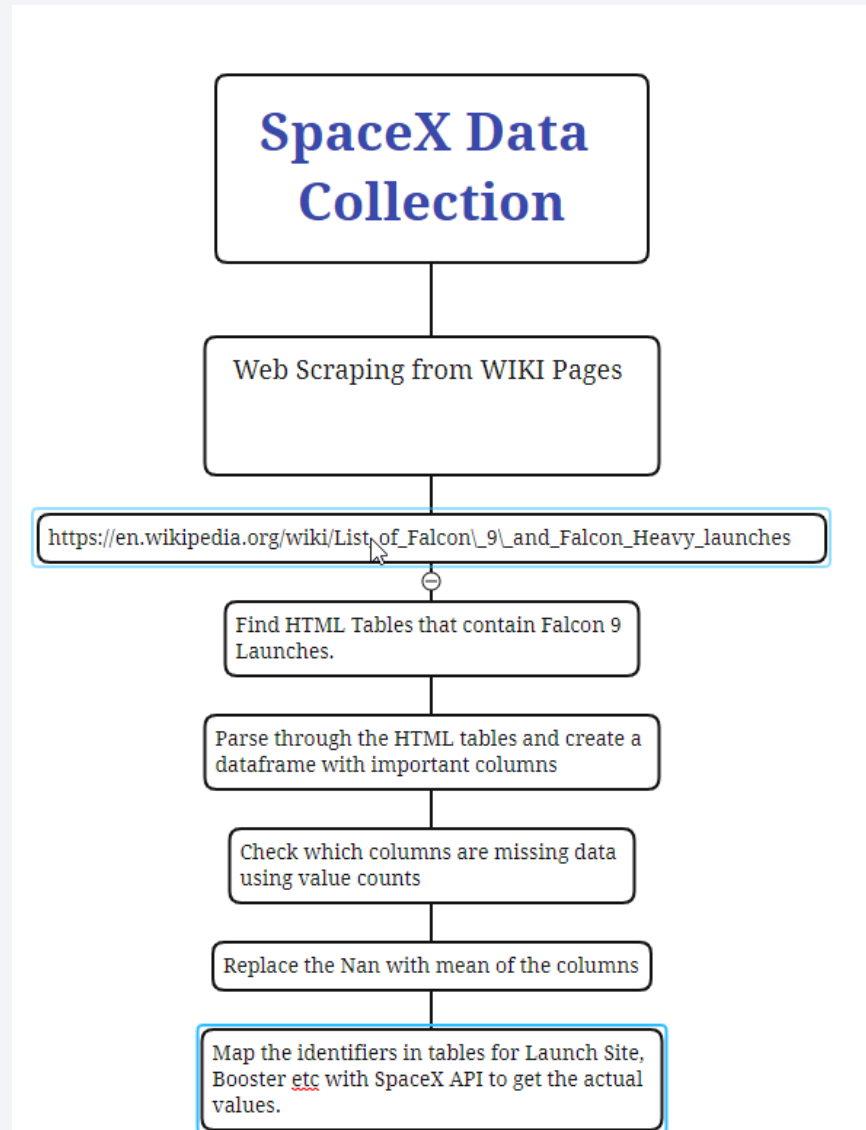 SpaceX Data
Collection
Web Scraping from WIKI Pages
https://en.wikipedia.org/wiki/List_of_Falcon\_9\_and_Falcon_Heavy_launches
Find HTML Tables that contain Falcon 9
Launches.
Parse through the HTML tables and create a
dataframe with important columns
Check which columns are missing data
using value counts
Replace the Nan with mean of the columns
Map the identifiers in tables for Launch Site,
Booster etc with SpaceX API to get the actual
values.